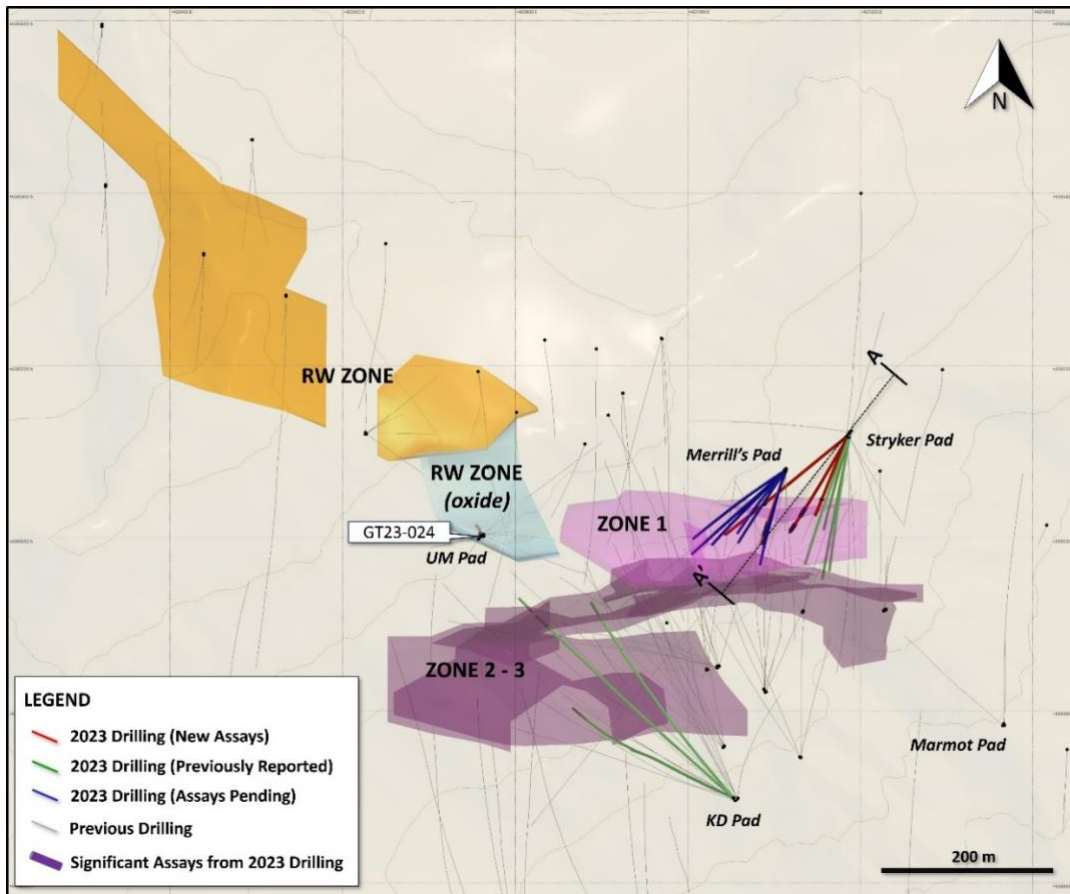 N
A
RW ZONE
Stryker Pad
Merrill's Pad
RW ZONE
(oxide)
ZONE 1
GT23-024
UM Pad
A'
ZONE 2 - 3
LEGEND
2023 Drilling (New Assays)
2023 Drilling (Previously Reported)
2023 Drilling (Assays Pending)
Previous Drilling
Significant Assays from 2023 Drilling
Marmot Pad
KD Pad
200 m